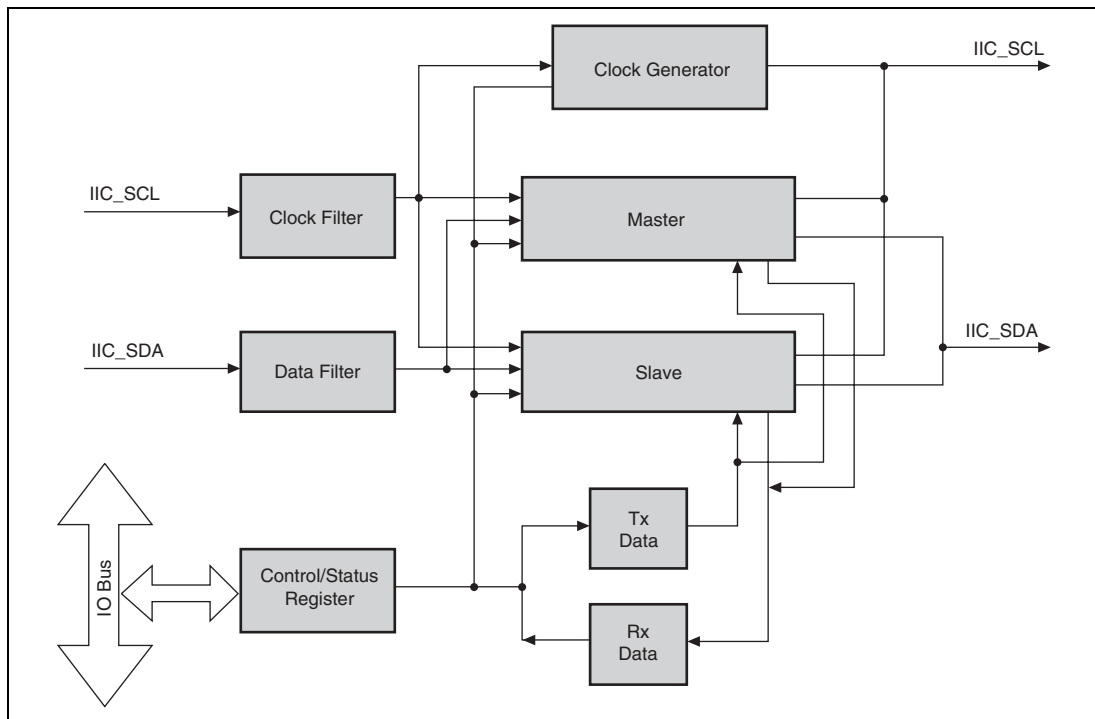 Clock Generator
IIC_SCL
IIC_SCL
Clock Filter
Master
IIC_SDA
Data Filter
Slave
IIC_SDA
IO Bus
Control/Status
Register
Tx
Data
Rx
Data